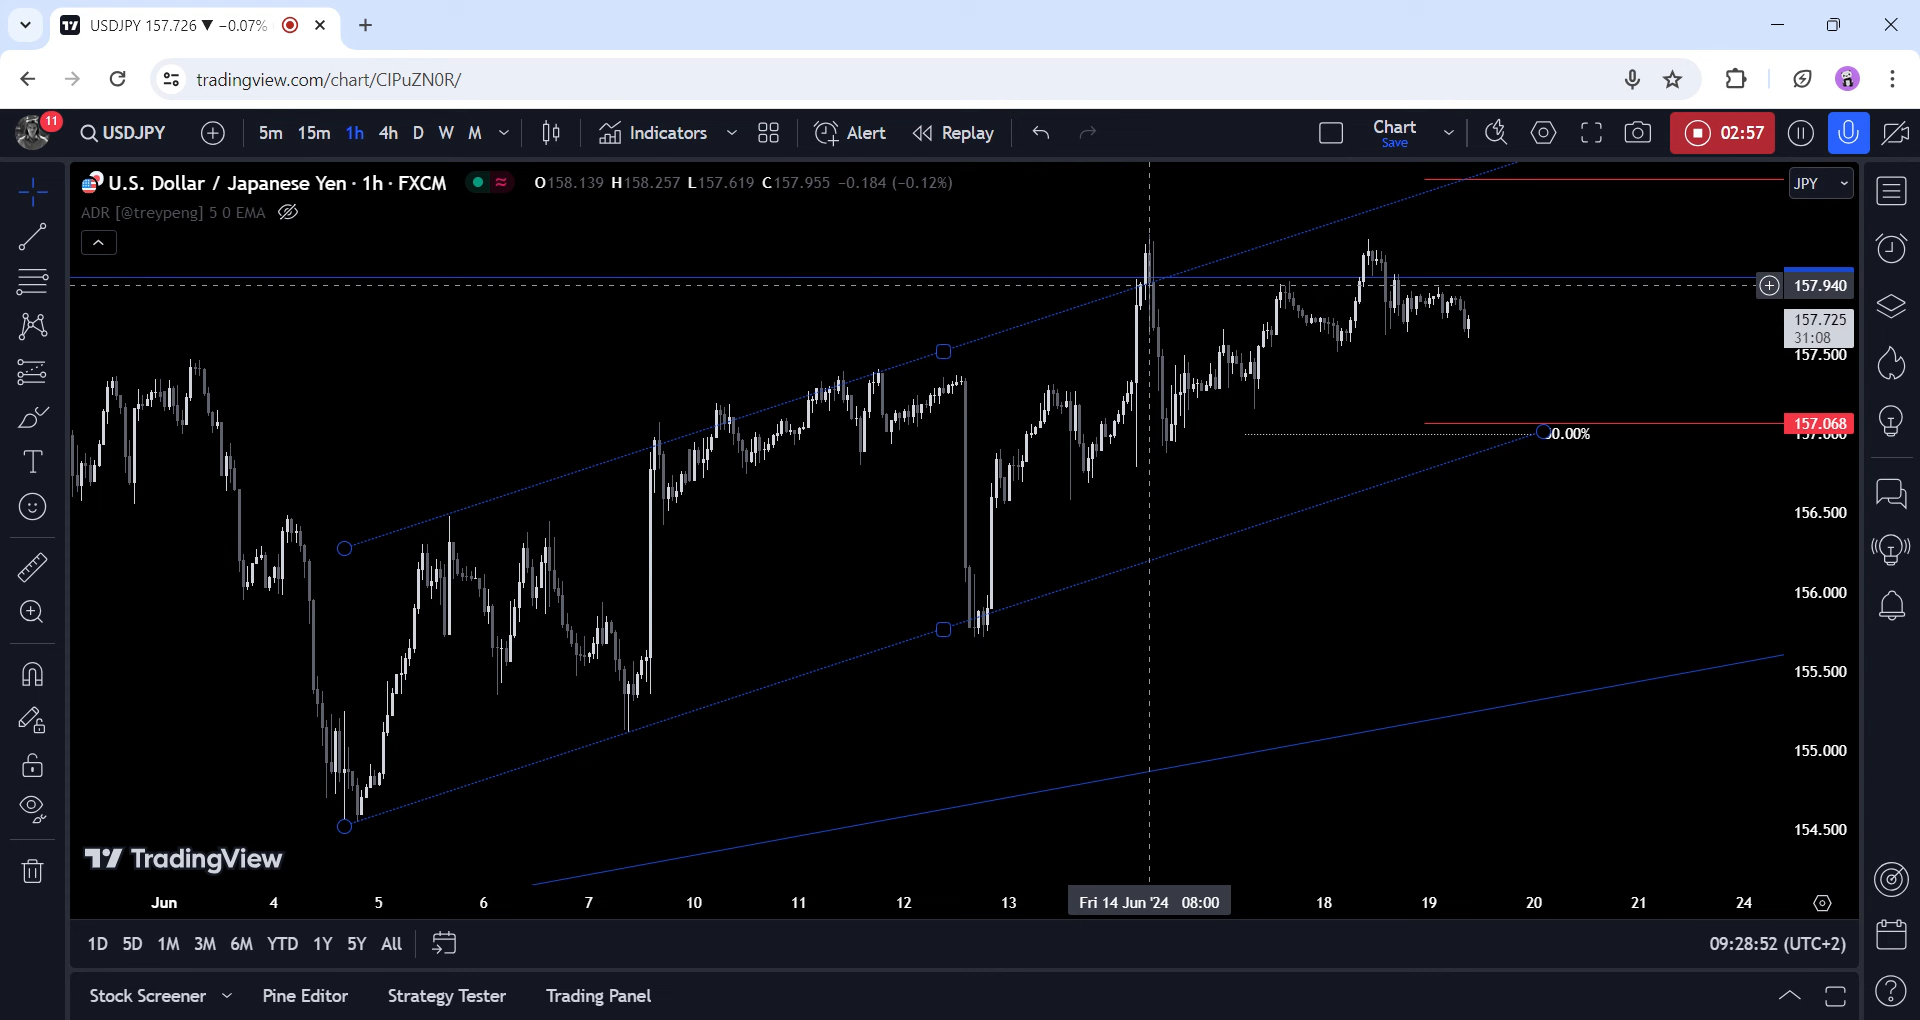 USDJPY 157.726 ▼ −0.07%
tradingview.com/chart/CIPuZN0R/
11
USDJPY
5m 15m 1h 4h D W M
Indicators
Alert
Replay
Chart
Save
02:57
U.S. Dollar / Japanese Yen · 1h · FXCM
O158.139 H158.257 L157.619 C157.955 −0.184 (−0.12%)
JPY
ADR [@treypeng] 5 0 EMA
157.940
157.725
31:08
157.500
157.068
157.000
0.00%
156.500
156.000
155.500
155.000
154.500
TradingView
Jun 4 5 6 7 10 11 12 13 Fri 14 Jun '24 08:00 18 19 20 21 24
1D 5D 1M 3M 6M YTD 1Y 5Y All
09:28:52 (UTC+2)
Stock Screener Pine Editor Strategy Tester Trading Panel